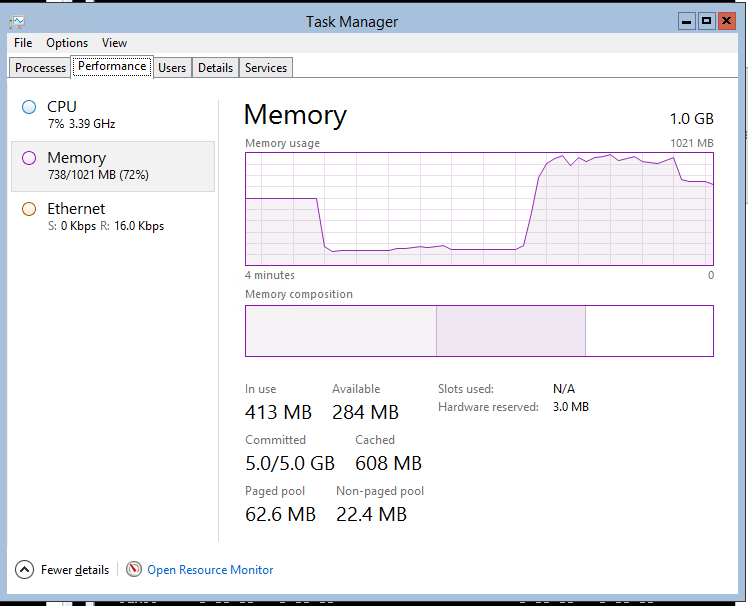 Task Manager
File Options View
Processes Performance Users Details Services
CPU
7% 3.39 GHz
Memory
738/1021 MB (72%)
Ethernet
S: 0 Kbps R: 16.0 Kbps
Memory 1.0 GB
Memory usage 1021 MB
4 minutes 0
Memory composition
In use Available Slots used: N/A
413 MB 284 MB Hardware reserved: 3.0 MB
Committed Cached
5.0/5.0 GB 608 MB
Paged pool Non-paged pool
62.6 MB 22.4 MB
Fewer details Open Resource Monitor